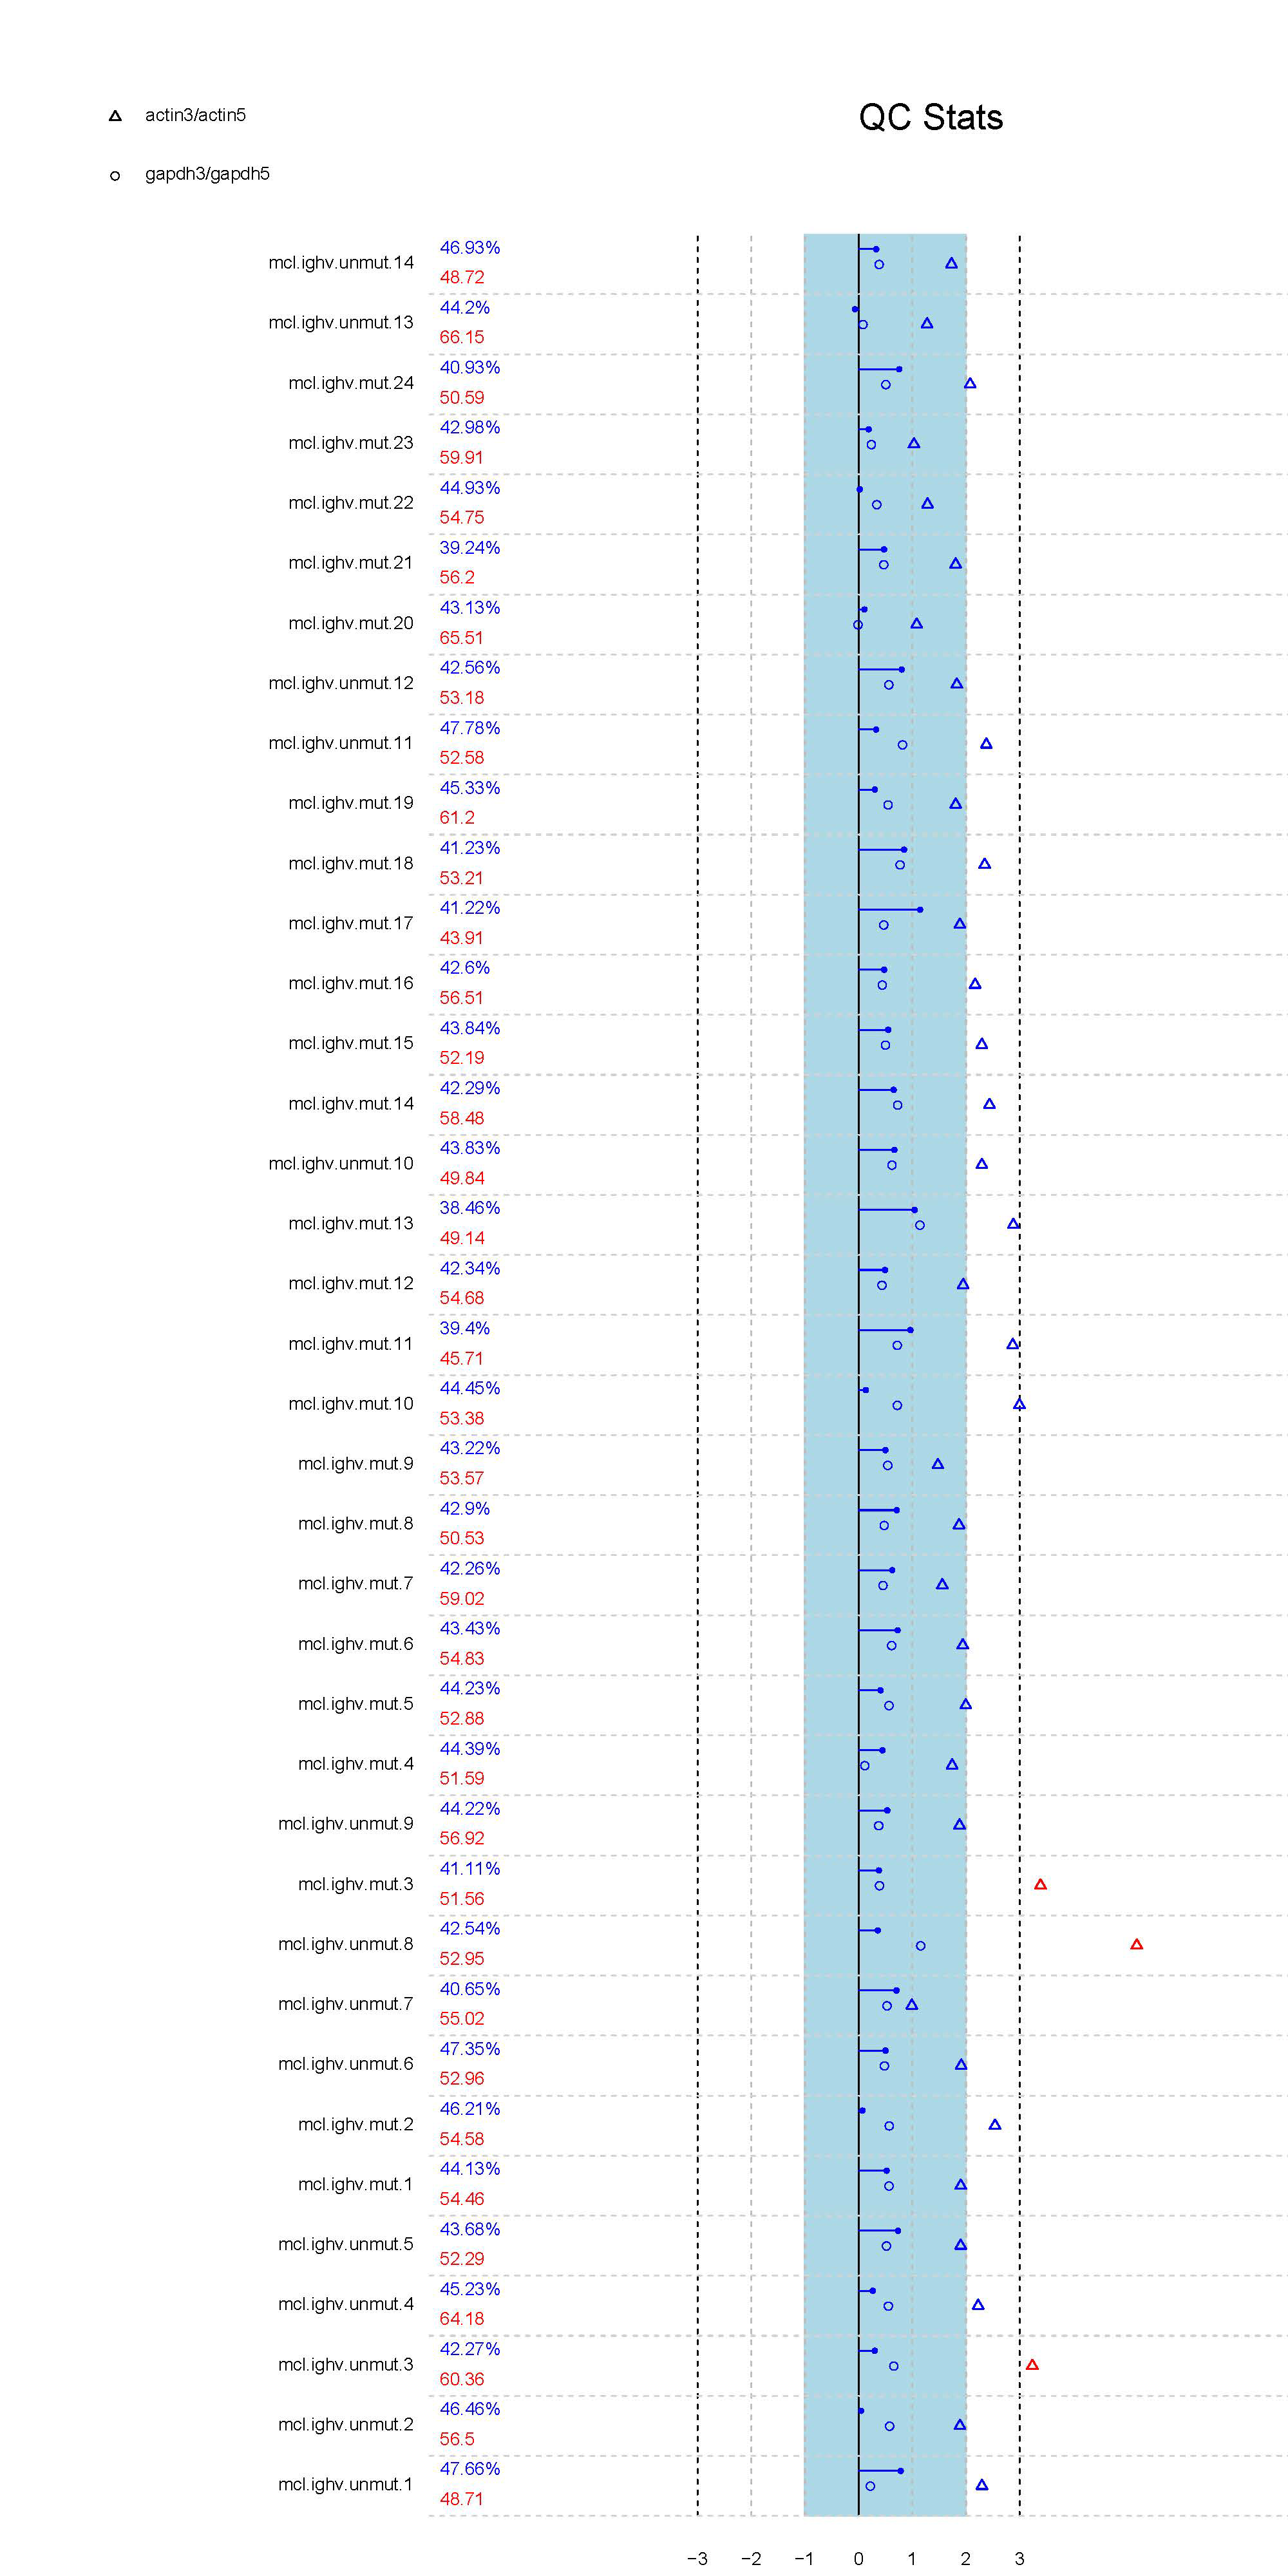 actin3/actin5
QC Stats
gapdh3/gapdh5
46.93%
mcl.ighv.unmut.14
48.72
44.2%
mcl.ighv.unmut.13
66.15
40.93%
mcl.ighv.mut.24
50.59
42.98%
mcl.ighv.mut.23
59.91
44.93%
mcl.ighv.mut.22
54.75
39.24%
mcl.ighv.mut.21
56.2
43.13%
mcl.ighv.mut.20
65.51
42.56%
mcl.ighv.unmut.12
53.18
47.78%
mcl.ighv.unmut.11
52.58
45.33%
mcl.ighv.mut.19
61.2
41.23%
mcl.ighv.mut.18
53.21
41.22%
mcl.ighv.mut.17
43.91
42.6%
mcl.ighv.mut.16
56.51
43.84%
mcl.ighv.mut.15
52.19
42.29%
mcl.ighv.mut.14
58.48
43.83%
mcl.ighv.unmut.10
49.84
38.46%
mcl.ighv.mut.13
49.14
42.34%
mcl.ighv.mut.12
54.68
39.4%
mcl.ighv.mut.11
45.71
44.45%
mcl.ighv.mut.10
53.38
43.22%
mcl.ighv.mut.9
53.57
42.9%
mcl.ighv.mut.8
50.53
42.26%
mcl.ighv.mut.7
59.02
43.43%
mcl.ighv.mut.6
54.83
44.23%
mcl.ighv.mut.5
52.88
44.39%
mcl.ighv.mut.4
51.59
44.22%
mcl.ighv.unmut.9
56.92
41.11%
mcl.ighv.mut.3
51.56
42.54%
mcl.ighv.unmut.8
52.95
40.65%
mcl.ighv.unmut.7
55.02
47.35%
mcl.ighv.unmut.6
52.96
46.21%
mcl.ighv.mut.2
54.58
44.13%
mcl.ighv.mut.1
54.46
43.68%
mcl.ighv.unmut.5
52.29
45.23%
mcl.ighv.unmut.4
64.18
42.27%
mcl.ighv.unmut.3
60.36
46.46%
mcl.ighv.unmut.2
56.5
47.66%
mcl.ighv.unmut.1
48.71
−3 −2 −1 0 1 2 3